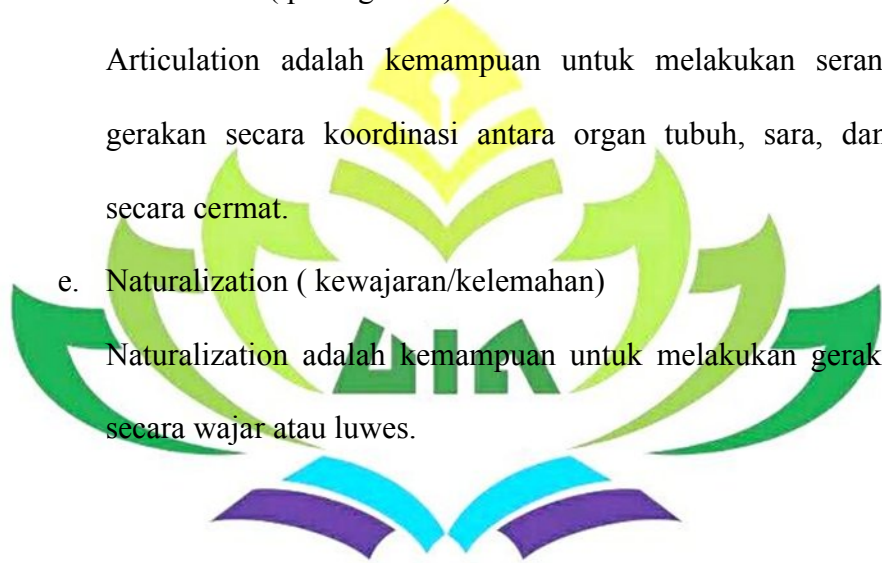 Articulation adalah kemampuan untuk melakukan seran
gerakan secara koordinasi antara organ tubuh, sara, dan
secara cermat.
e. Naturalization ( kewajaran/kelemahan)
Naturalization adalah kemampuan untuk melakukan gerak
secara wajar atau luwes.